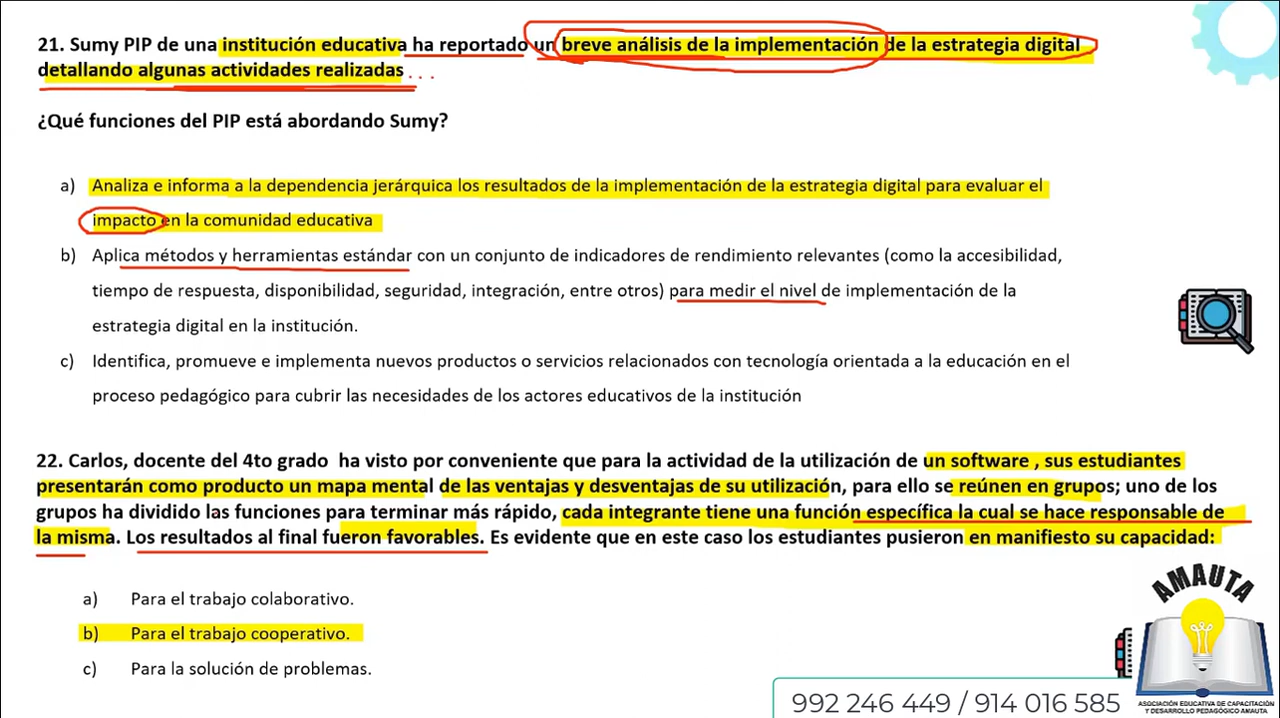 21. Sumy PIP de una institución educativa ha reportado un breve análisis de la implementación de la estrategia digital
detallando algunas actividades realizadas . . .
¿Qué funciones del PIP está abordando Sumy?
a) Analiza e informa a la dependencia jerárquica los resultados de la implementación de la estrategia digital para evaluar el
impacto en la comunidad educativa
b) Aplica métodos y herramientas estándar con un conjunto de indicadores de rendimiento relevantes (como la accesibilidad,
tiempo de respuesta, disponibilidad, seguridad, integración, entre otros) para medir el nivel de implementación de la
estrategia digital en la institución.
c) Identifica, promueve e implementa nuevos productos o servicios relacionados con tecnología orientada a la educación en el
proceso pedagógico para cubrir las necesidades de los actores educativos de la institución
22. Carlos, docente del 4to grado ha visto por conveniente que para la actividad de la utilización de un software , sus estudiantes
presentarán como producto un mapa mental de las ventajas y desventajas de su utilización, para ello se reúnen en grupos; uno de los
grupos ha dividido las funciones para terminar más rápido, cada integrante tiene una función específica la cual se hace responsable de
la misma. Los resultados al final fueron favorables. Es evidente que en este caso los estudiantes pusieron en manifiesto su capacidad:
a) Para el trabajo colaborativo.
b) Para el trabajo cooperativo.
c) Para la solución de problemas.
AMAUTA
992 246 449 / 914 016 585
ASOCIACIÓN EDUCATIVA DE CAPACITACIÓN
Y DESARROLLO PEDAGÓGICO AMAUTA